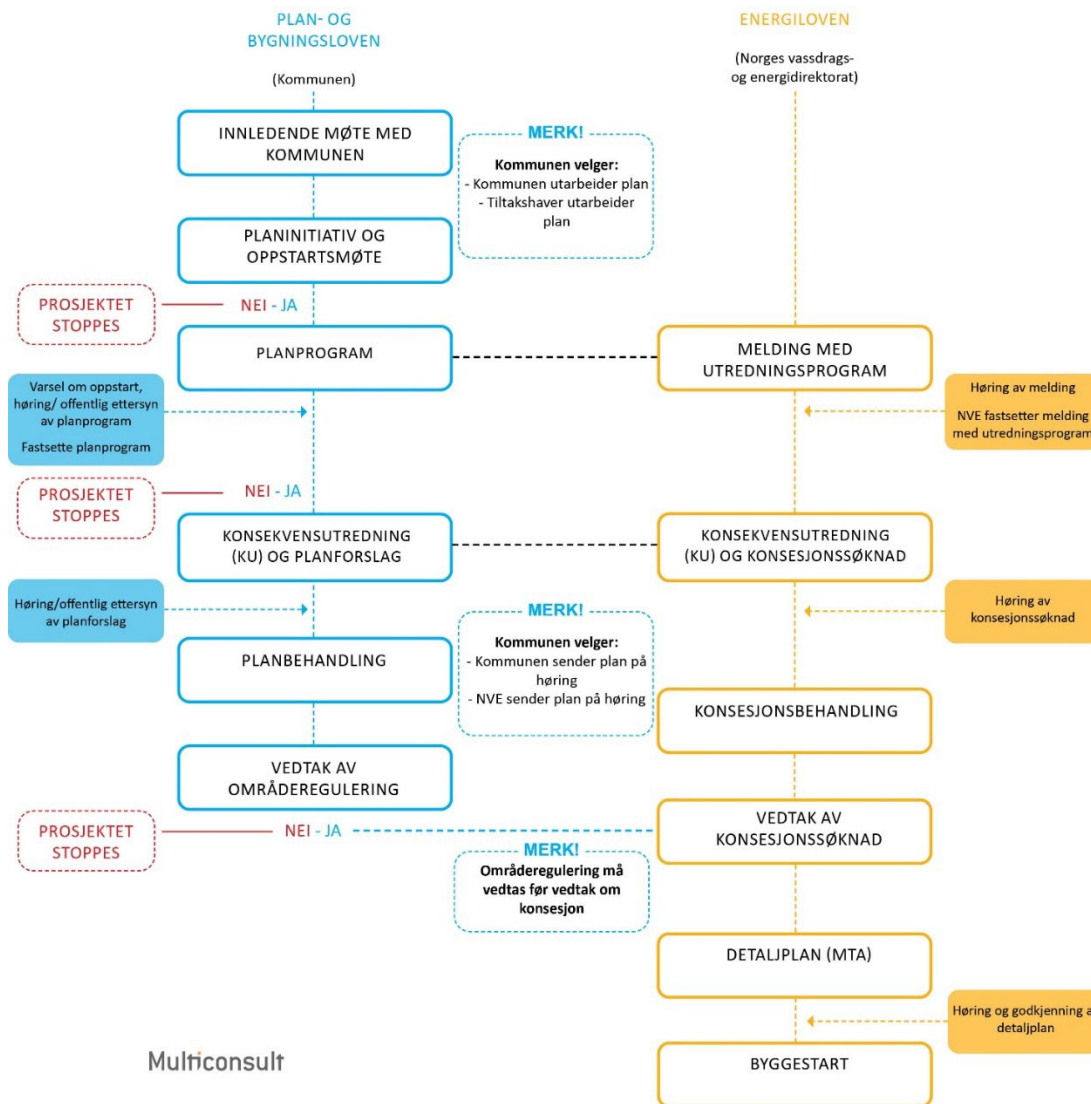 PLAN- OG
BYGNINGSLOVEN
(Kommunen)
ENERGILOVEN
(Norges vassdrags-
og energidirektorat)
INNLEDENDE MØTE MED
KOMMUNEN
MERK!
Kommunen velger:
- Kommunen utarbeider plan
- Tiltakshaver utarbeider
plan
PLANINITIATIV OG
OPPSTARTSMØTE
PROSJEKTET
STOPPES
NEI - JA
PLANPROGRAM
MELDING MED
UTREDNINGSPROGRAM
Varsel om oppstart,
høring/ offentlig ettersyn
av planprogram
Fastsette planprogram
Høring av melding
NVE fastsetter melding
med utredningsprogram
PROSJEKTET
STOPPES
NEI - JA
KONSEKVENSUTREDNING
(KU) OG PLANFORSLAG
KONSEKVENSUTREDNING
(KU) OG KONSESJONSSØKNAD
Høring/offentlig ettersyn
av planforslag
Høring av
konsesjonssøknad
MERK!
Kommunen velger:
- Kommunen sender plan på
høring
- NVE sender plan på høring
PLANBEHANDLING
KONSESJONSBEHANDLING
VEDTAK AV
OMRÅDEREGULERING
VEDTAK AV
KONSESJONSSØKNAD
PROSJEKTET
STOPPES
NEI - JA
MERK!
Områderegulering må
vedtas før vedtak om
konsesjon
DETALJPLAN (MTA)
Høring og godkjenning a
detaljplan
BYGGESTART
Multiconsult